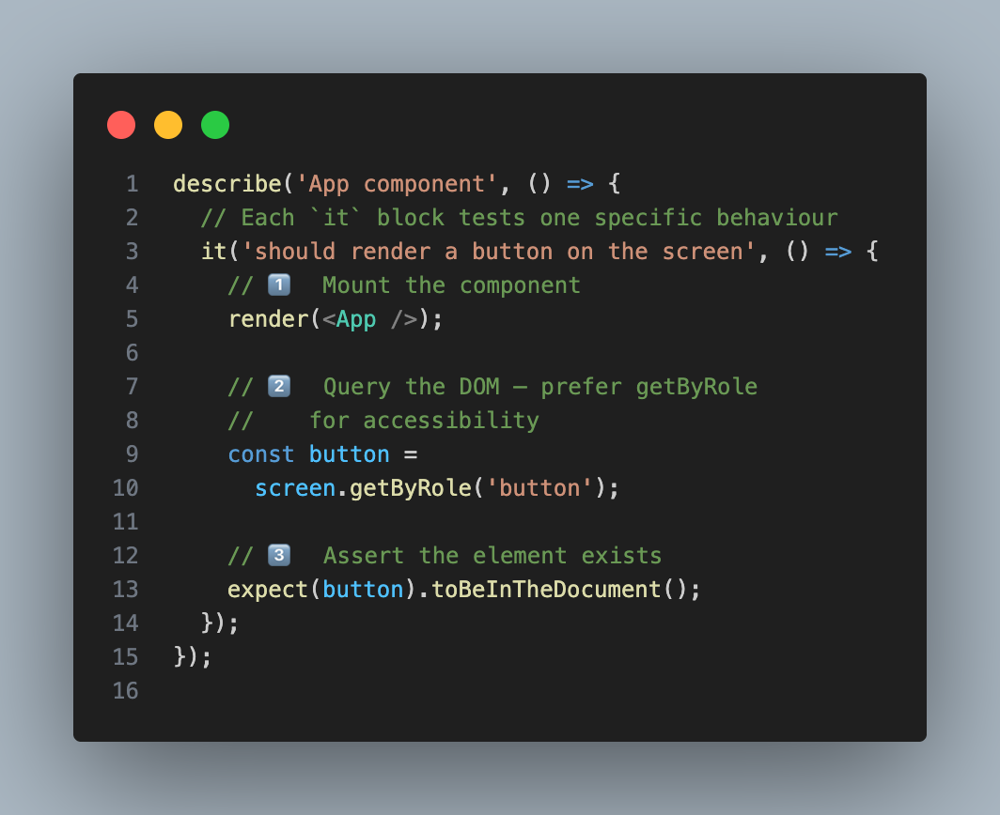 1 describe('App component', () => {
2 // Each `it` block tests one specific behaviour
3 it('should render a button on the screen', () => {
4 // 1️⃣ Mount the component
5 render(<App />);
6
7 // 2️⃣ Query the DOM — prefer getByRole
8 // for accessibility
9 const button =
10 screen.getByRole('button');
11
12 // 3️⃣ Assert the element exists
13 expect(button).toBeInTheDocument();
14 });
15 });
16